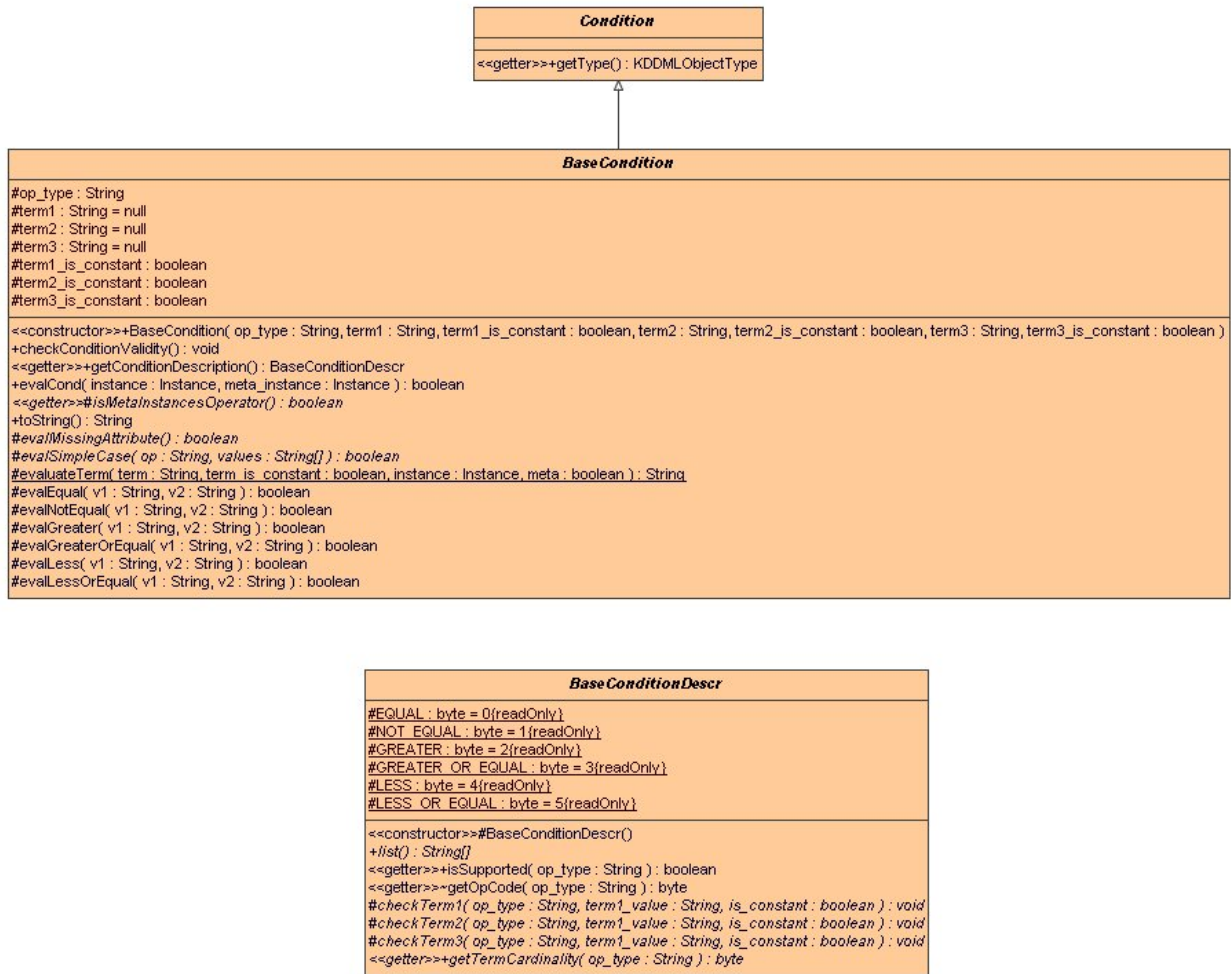 Condition
<<getter>>+getType() : KDDMLObjectType
BaseCondition
#op_type : String
#term1 : String = null
#term2 : String = null
#term3 : String = null
#term1_is_constant : boolean
#term2_is_constant : boolean
#term3_is_constant : boolean
<<constructor>>+BaseCondition( op_type : String, term1 : String, term1_is_constant : boolean, term2 : String, term2_is_constant : boolean, term3 : String, term3_is_constant : boolean )
+checkConditionValidity() : void
<<getter>>+getConditionDescription() : BaseConditionDescr
+evalCond( instance : Instance, meta_instance : Instance ) : boolean
<<getter>>#isMetaInstancesOperator() : boolean
+toString() : String
#evalMissingAttribute() : boolean
#evalSimpleCase( op : String, values : String[] ) : boolean
#evaluateTerm( term : String, term_is_constant : boolean, instance : Instance, meta : boolean ) : String
#evalEqual( v1 : String, v2 : String ) : boolean
#evalNotEqual( v1 : String, v2 : String ) : boolean
#evalGreater( v1 : String, v2 : String ) : boolean
#evalGreaterOrEqual( v1 : String, v2 : String ) : boolean
#evalLess( v1 : String, v2 : String ) : boolean
#evalLessOrEqual( v1 : String, v2 : String ) : boolean
BaseConditionDescr
#EQUAL : byte = 0{readOnly}
#NOT_EQUAL : byte = 1{readOnly}
#GREATER : byte = 2{readOnly}
#GREATER_OR_EQUAL : byte = 3{readOnly}
#LESS : byte = 4{readOnly}
#LESS_OR_EQUAL : byte = 5{readOnly}
<<constructor>>#BaseConditionDescr()
+list() : String[]
<<getter>>+isSupported( op_type : String ) : boolean
<<getter>>~getOpCode( op_type : String ) : byte
#checkTerm1( op_type : String, term1_value : String, is_constant : boolean ) : void
#checkTerm2( op_type : String, term1_value : String, is_constant : boolean ) : void
#checkTerm3( op_type : String, term1_value : String, is_constant : boolean ) : void
<<getter>>+getTermCardinality( op_type : String ) : byte